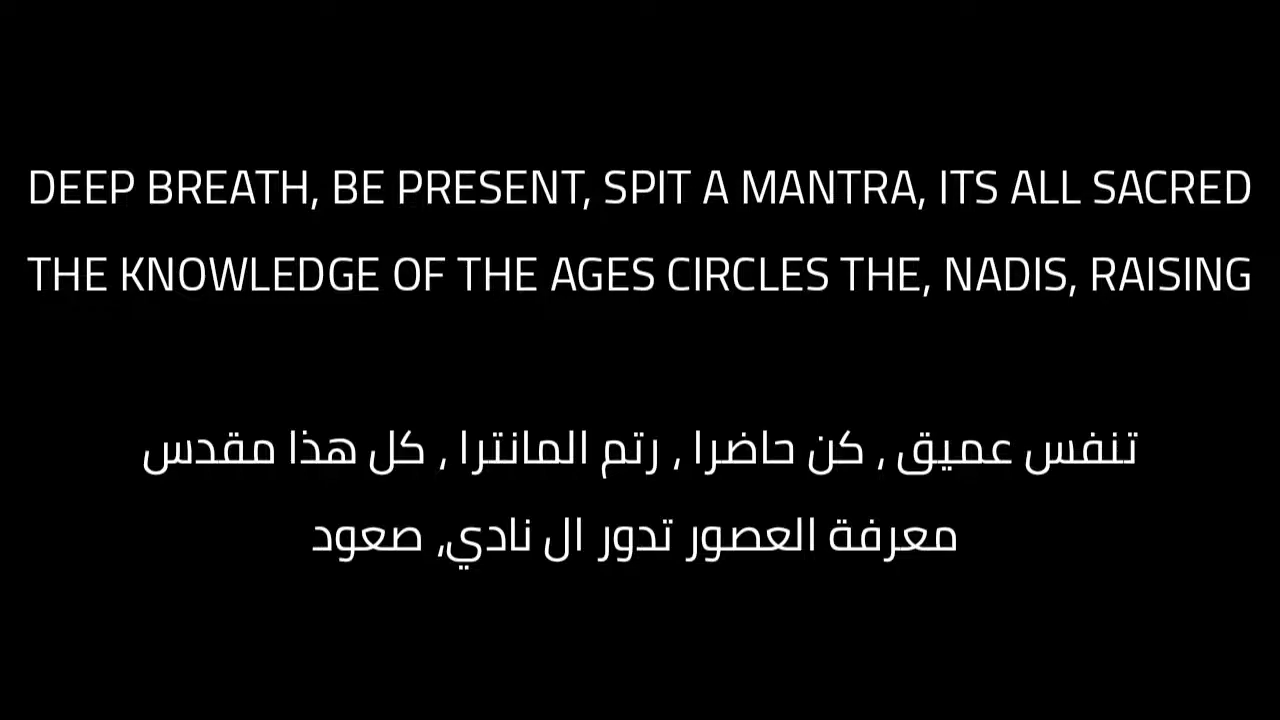 DEEP BREATH, BE PRESENT, SPIT A MANTRA, ITS ALL SACRED
THE KNOWLEDGE OF THE AGES CIRCLES THE, NADIS, RAISING
تنفس عميق , كن حاضرا , رتم المانترا , كل هذا مقدس
معرفة العصور تدور ال نادي، صعود